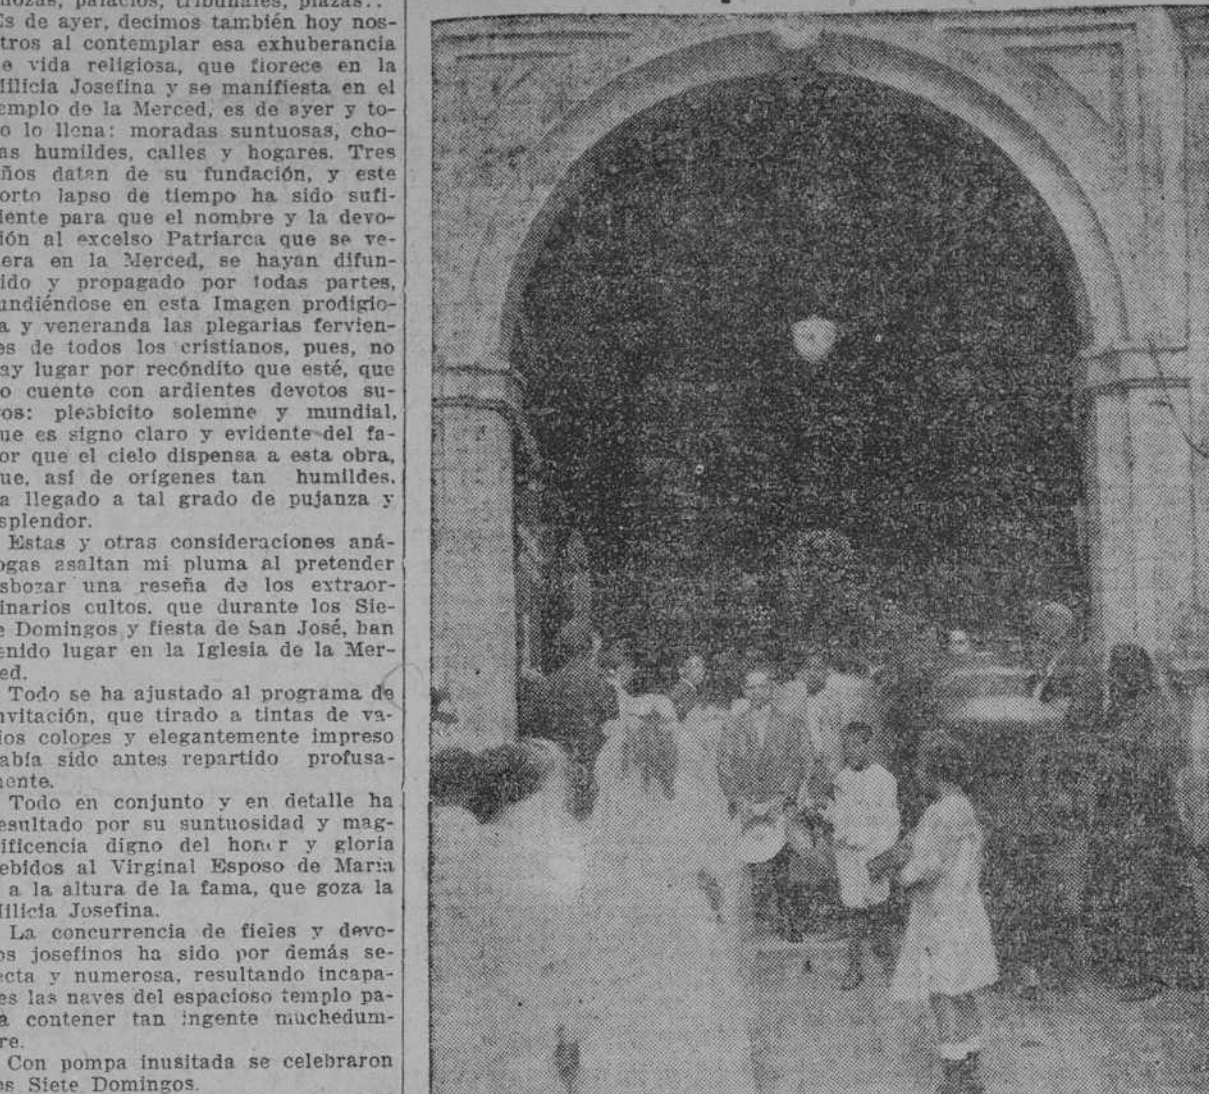 palacios, tribunales, plazas..
Es de ayer, decimos también hoy nos-
tros al contemplar esa exhuberancia
e vida religiosa, que fiorece en la
Milicia Josefina y se manifiesta en el
emplo de la Merced, es de ayer y to-
o lo llena: moradas suntuosas, cho-
as humildes, calles y hogares. Tres
ños datan de su fundación, y este
orto lapso de tiempo ha sido sufi-
iente para que el nombre y la devo-
ión al excelso Patriarca que se ve-
era en la Merced, se hayan difun-
ido y propagado por todas partes,
undiéndose en esta Imagen prodigio-
a y veneranda las plegarias fervien-
es de todos los cristianos, pues, no
ay lugar por recóndito que esté, que
o cuente con ardientes devotos su-
os: plesbicito solemne y mundial,
ue es signo claro y evidente del fa-
or que el cielo dispensa a esta obra,
ue, así de orígenes tan humildes,
a llegado a tal grado de pujanza y
splendor.
Estas y otras consideraciones aná-
ogas asaltan mi pluma al pretender
sbozar una reseña de los extraor-
inarios cultos. que durante los Sie-
e Domingos y fiesta de San José, han
enido lugar en la Iglesia de la Mer-
ed.
Todo se ha ajustado al programa de
nvitación, que tirado a tintas de va-
ios colores y elegantemente impreso
abía sido antes repartido profusa-
mente.
Todo en conjunto y en detalle ha
esultado por su suntuosidad y mag-
ificencia digno del honor y gloria
ebidos al Virginal Esposo de Maria
a la altura de la fama, que goza la
Milicia Josefina.
La concurrencia de fieles y devo-
os josefinos ha sido por demás se-
ecta y numerosa, resultando incapa-
es las naves del espacioso templo pa-
a contener tan ingente muchedum-
re.
Con pompa inusitada se celebraron
os Siete Domingos.